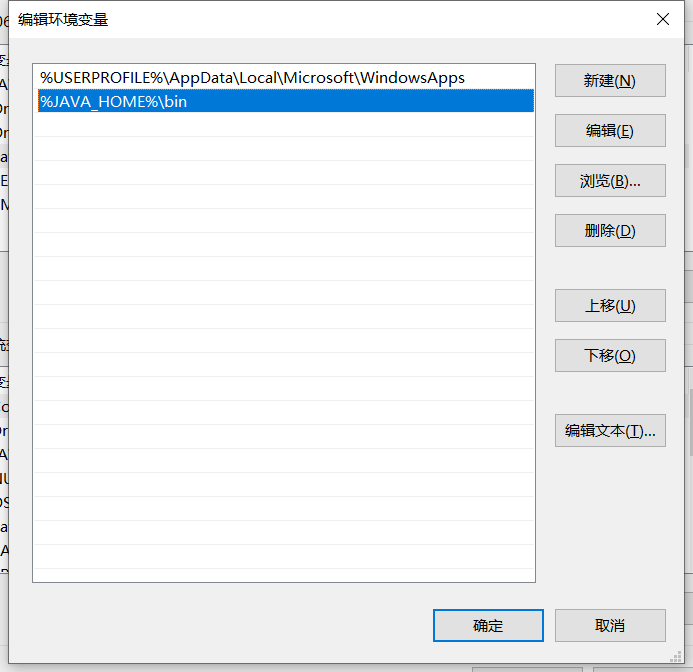 编辑环境变量
%USERPROFILE%\AppData\Local\Microsoft\WindowsApps
%JAVA_HOME%\bin
新建(N)
编辑(E)
浏览(B)...
删除(D)
上移(U)
下移(O)
编辑文本(T)...
确定
取消